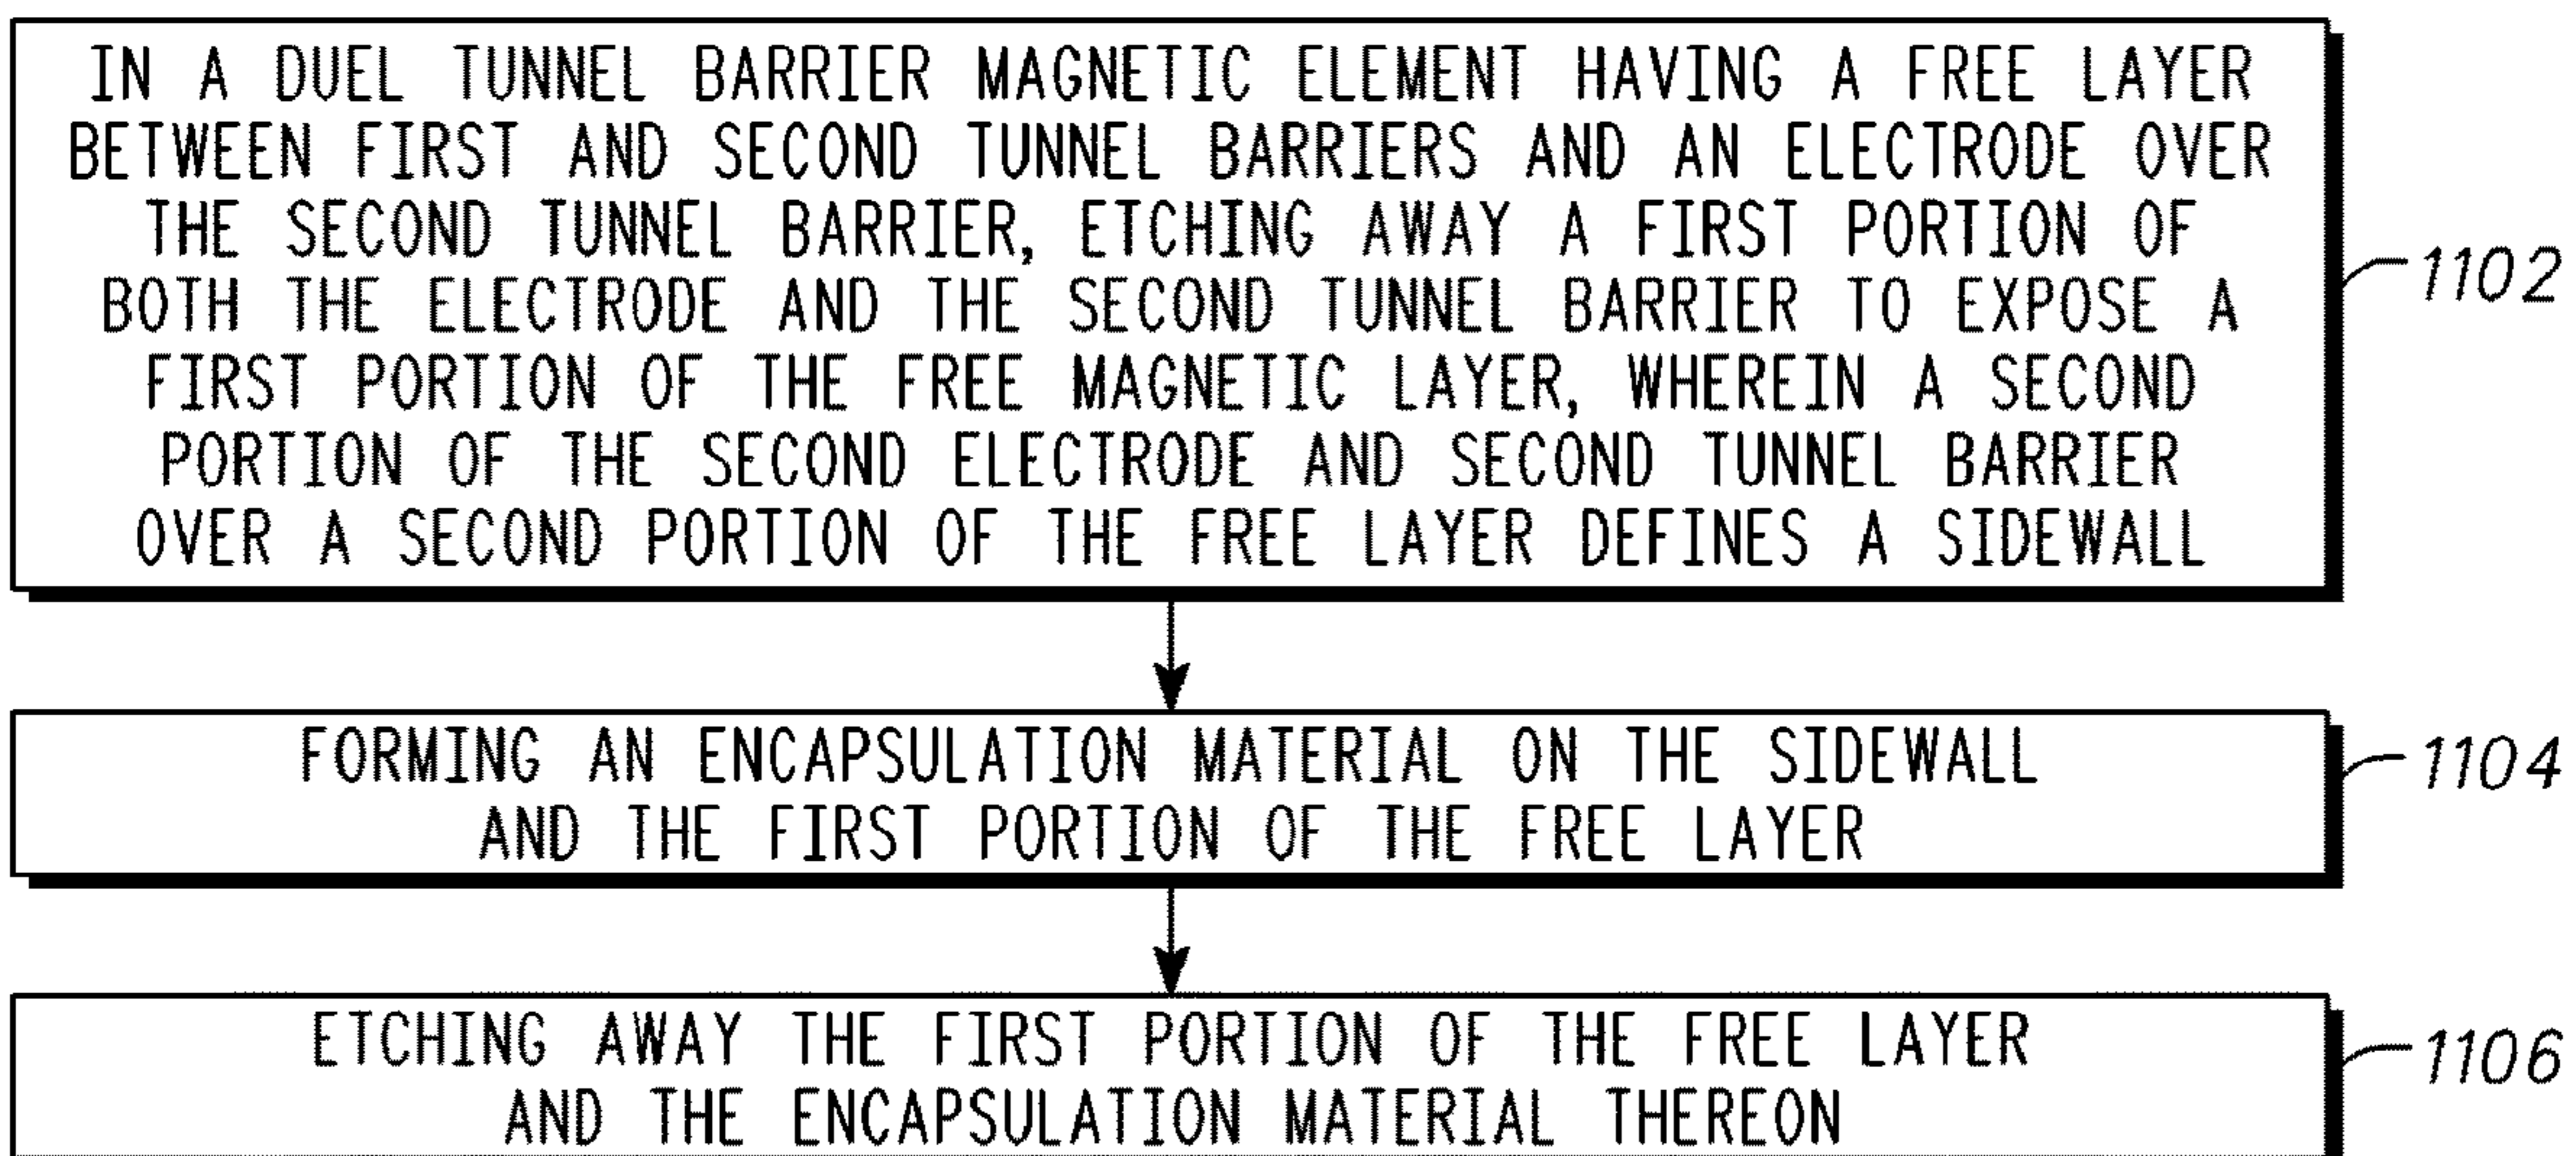 IN A DUEL TUNNEL BARRIER MAGNETIC ELEMENT HAVING A FREE LAYER
BETWEEN FIRST AND SECOND TUNNEL BARRIERS AND AN ELECTRODE OVER
THE SECOND TUNNEL BARRIER, ETCHING AWAY A FIRST PORTION OF
BOTH THE ELECTRODE AND THE SECOND TUNNEL BARRIER TO EXPOSE A
FIRST PORTION OF THE FREE MAGNETIC LAYER, WHEREIN A SECOND
PORTION OF THE SECOND ELECTRODE AND SECOND TUNNEL BARRIER
OVER A SECOND PORTION OF THE FREE LAYER DEFINES A SIDEWALL
1102
FORMING AN ENCAPSULATION MATERIAL ON THE SIDEWALL
AND THE FIRST PORTION OF THE FREE LAYER
1104
ETCHING AWAY THE FIRST PORTION OF THE FREE LAYER
AND THE ENCAPSULATION MATERIAL THEREON
1106